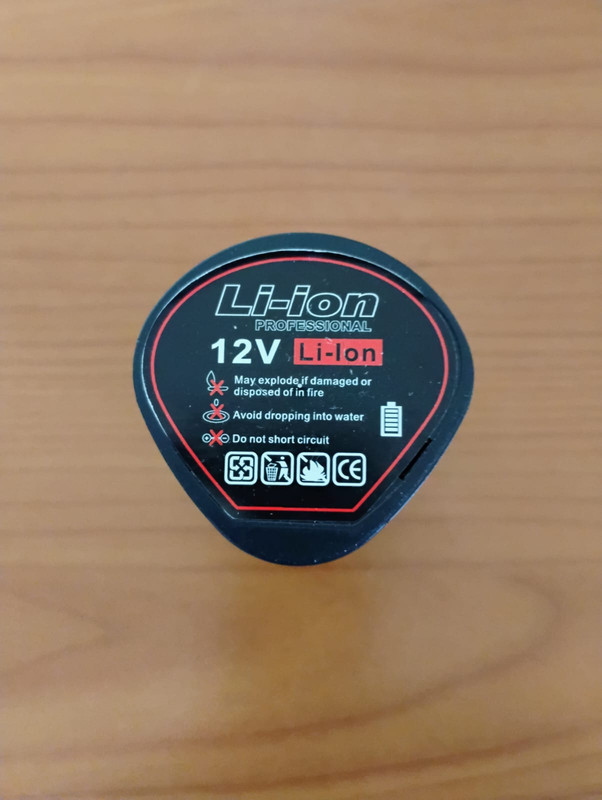 Li-ion
PROFESSIONAL
12V Li-Ion
May explode if damaged or
disposed of in fire
Avoid dropping into water
Do not short circuit
CE